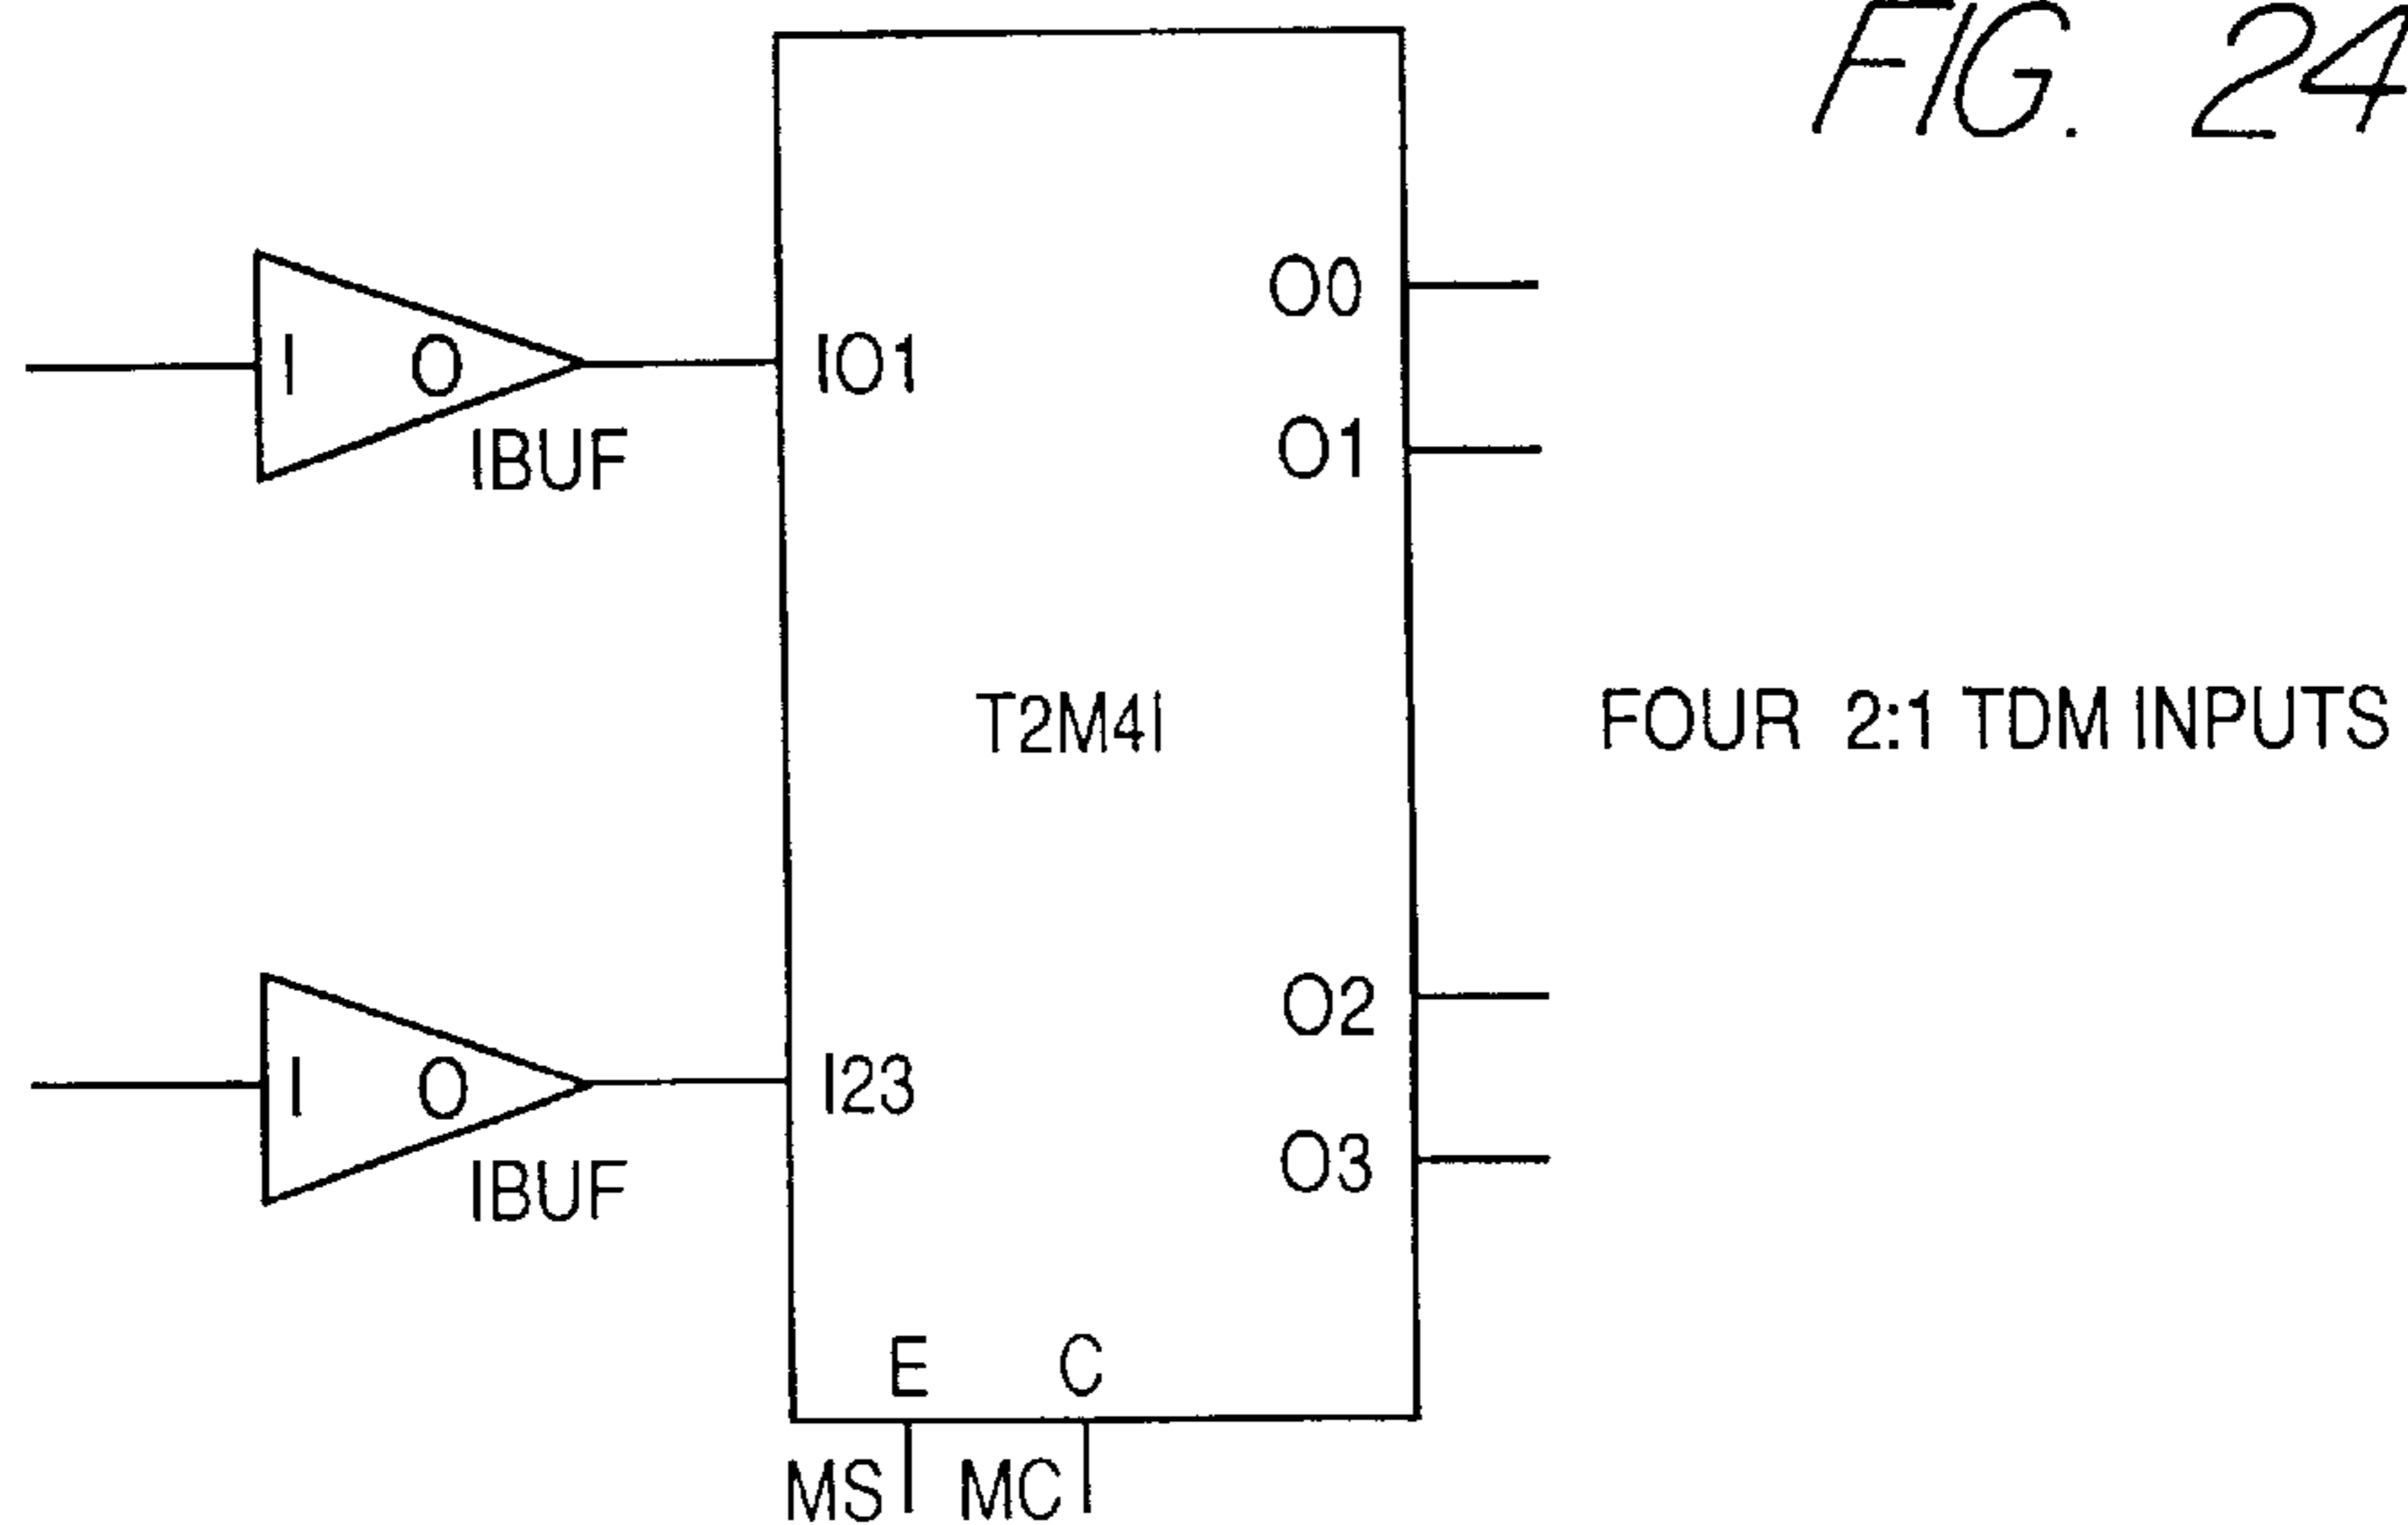 FIG. 24
I O
IBUF
IO1
O0
O1
T2M4I
FOUR 2:1 TDM INPUTS
I O
IBUF
I23
O2
O3
E C
MS MC